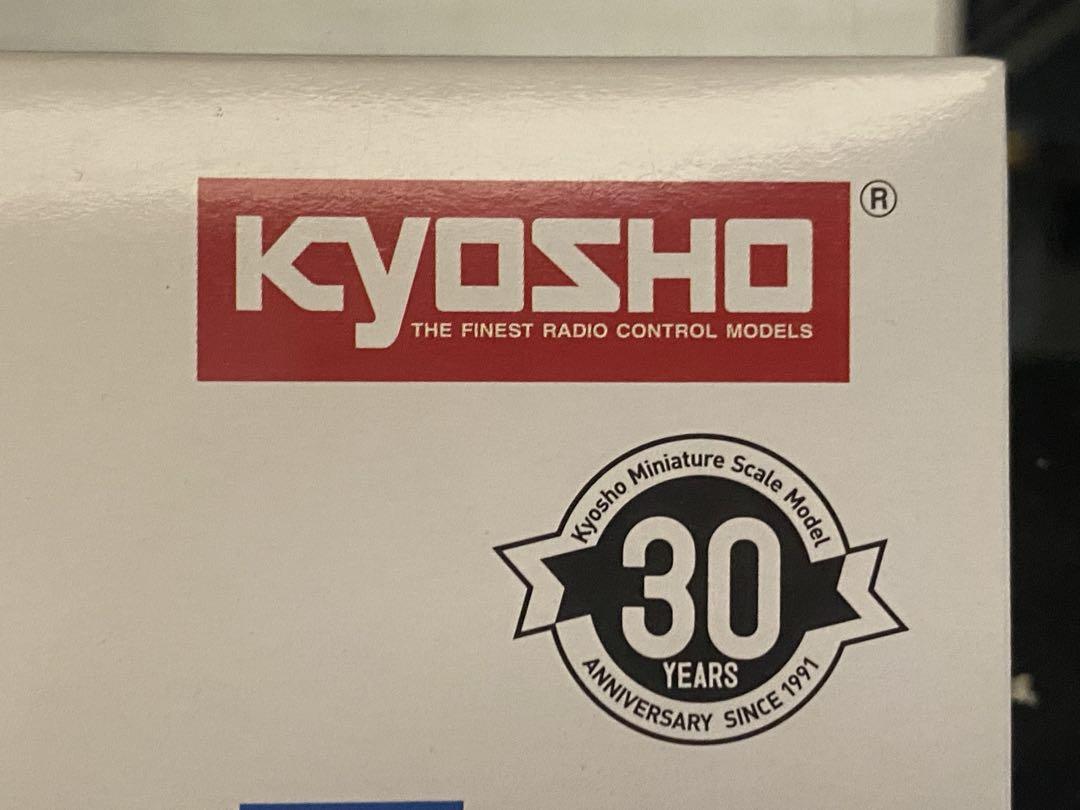 KYOSHO ®
THE FINEST RADIO CONTROL MODELS
Kyosho Miniature Scale Model
30
YEARS
ANNIVERSARY SINCE 1991